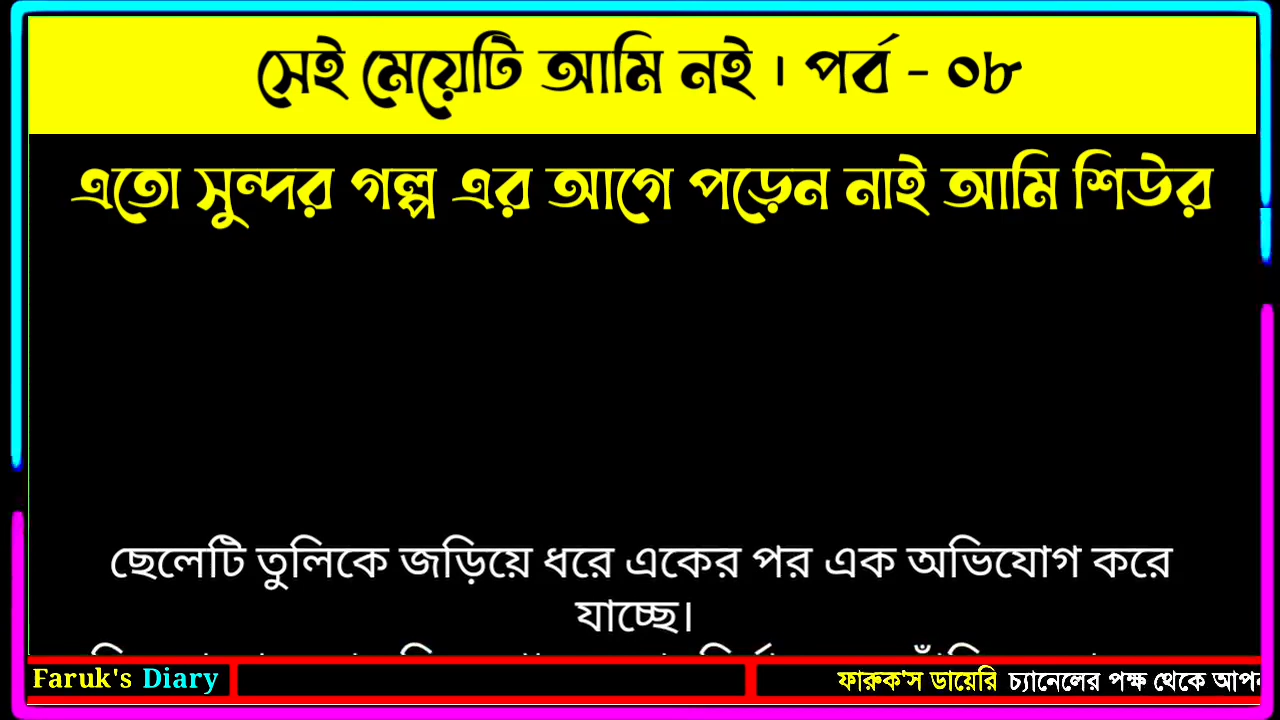 সেই মেয়েটি আমি নই । পর্ব - ০৮
এতো সুন্দর গল্প এর আগে পড়েন নাই আমি শিউর
ছেলেটি তুলিকে জড়িয়ে ধরে একের পর এক অভিযোগ করে
যাচ্ছে।
Faruk's Diary
ফারুক'স ডায়েরি চ্যানেলের পক্ষ থেকে